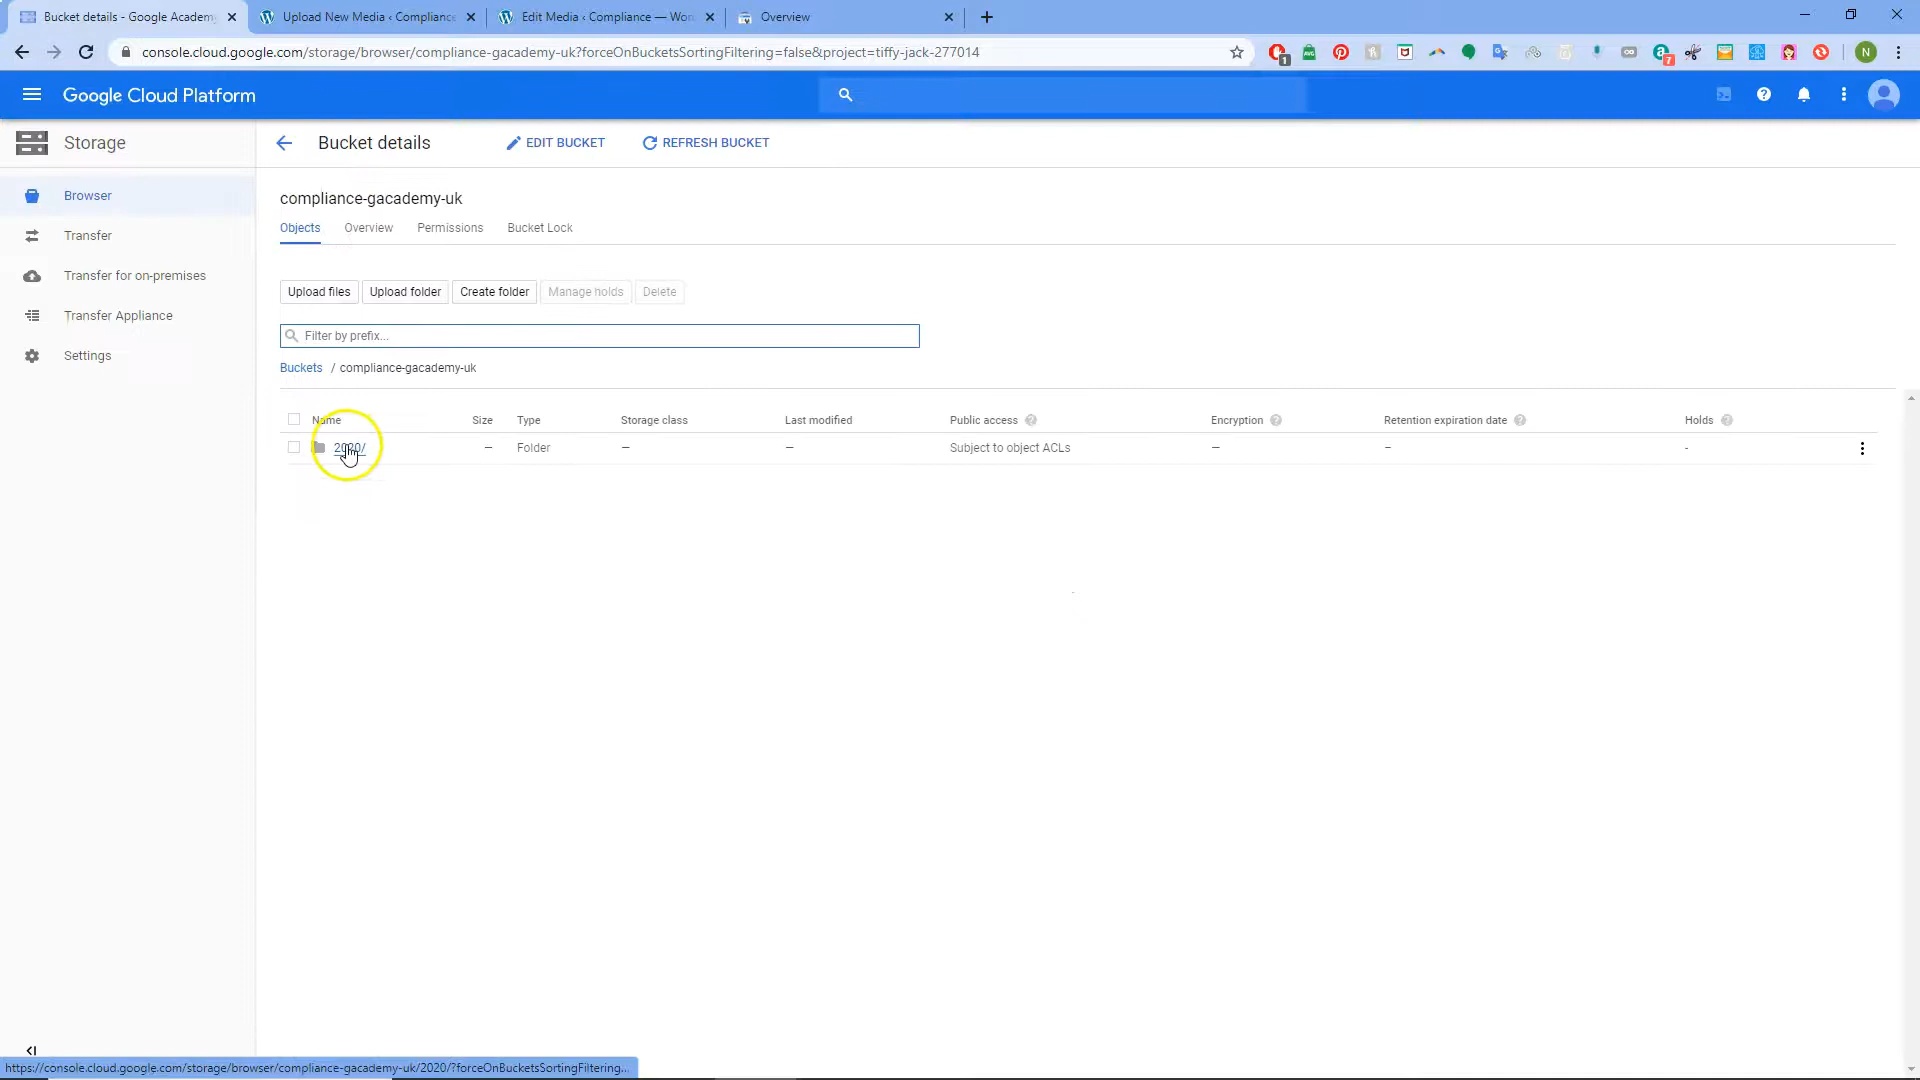 Bucket details - Google Academy
Upload New Media ‹ Compliance
Edit Media ‹ Compliance — Wor
Overview
console.cloud.google.com/storage/browser/compliance-gacademy-uk?forceOnBucketsSortingFiltering=false&project=tiffy-jack-277014
1
7
N
Google Cloud Platform
Storage
Bucket details
EDIT BUCKET
REFRESH BUCKET
Browser
compliance-gacademy-uk
Transfer
Objects
Overview
Permissions
Bucket Lock
Transfer for on-premises
Upload files
Upload folder
Create folder
Manage holds
Delete
Transfer Appliance
Filter by prefix...
Settings
Buckets / compliance-gacademy-uk
Name
Size
Type
Storage class
Last modified
Public access
Encryption
Retention expiration date
Holds
2020/
—
Folder
—
—
Subject to object ACLs
—
–
-
https://console.cloud.google.com/storage/browser/compliance-gacademy-uk/2020/?forceOnBucketsSortingFiltering...